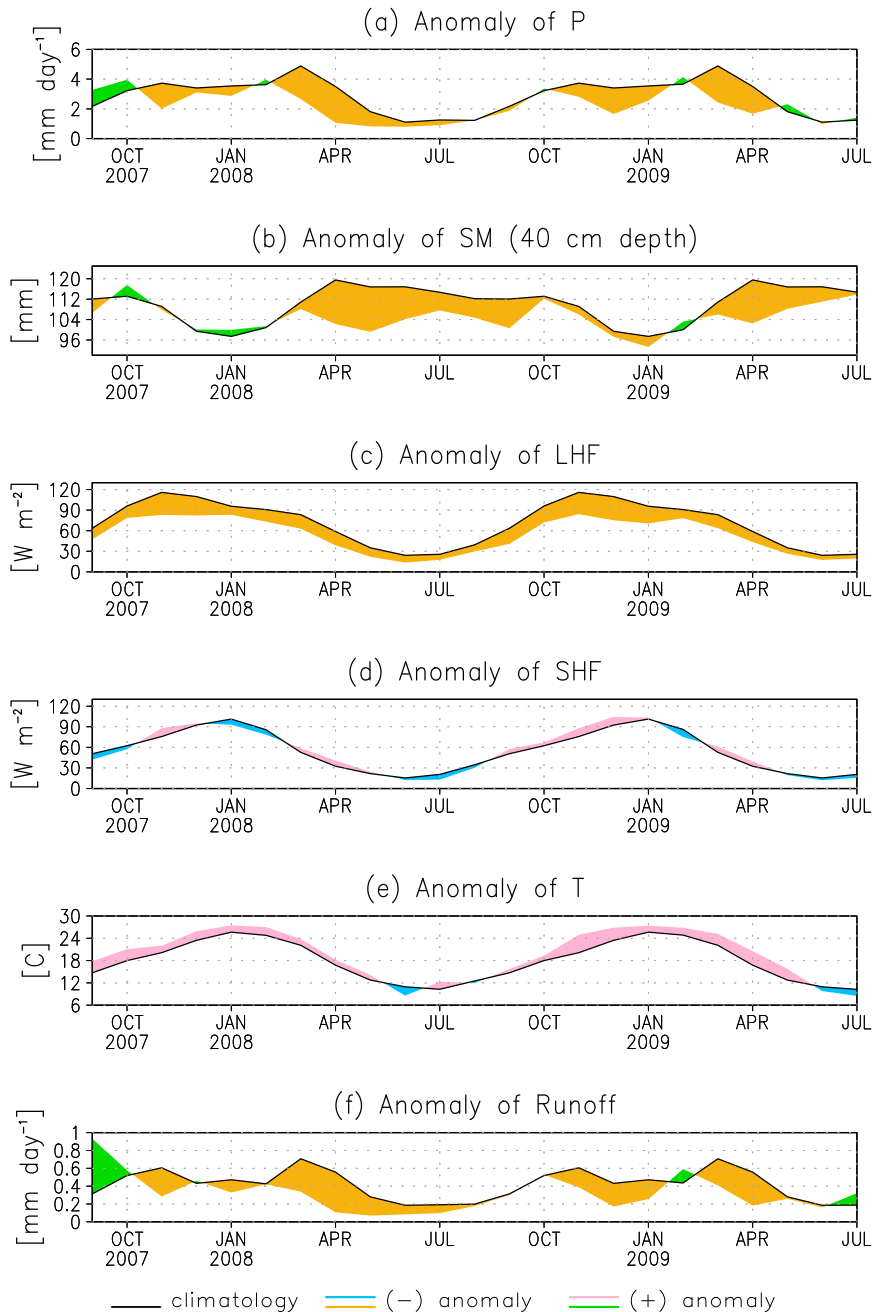 (a) Anomaly of P
[mm day⁻¹]
6
4
2
0
OCT JAN APR JUL OCT JAN APR JUL
2007 2008 2009
(b) Anomaly of SM (40 cm depth)
[mm]
120
112
104
96
OCT JAN APR JUL OCT JAN APR JUL
2007 2008 2009
(c) Anomaly of LHF
[W m⁻²]
120
90
60
30
0
OCT JAN APR JUL OCT JAN APR JUL
2007 2008 2009
(d) Anomaly of SHF
[W m⁻²]
120
90
60
30
0
OCT JAN APR JUL OCT JAN APR JUL
2007 2008 2009
(e) Anomaly of T
[C]
30
24
18
12
6
OCT JAN APR JUL OCT JAN APR JUL
2007 2008 2009
(f) Anomaly of Runoff
[mm day⁻¹]
1
0.8
0.6
0.4
0.2
0
OCT JAN APR JUL OCT JAN APR JUL
2007 2008 2009
climatology (−) anomaly (+) anomaly